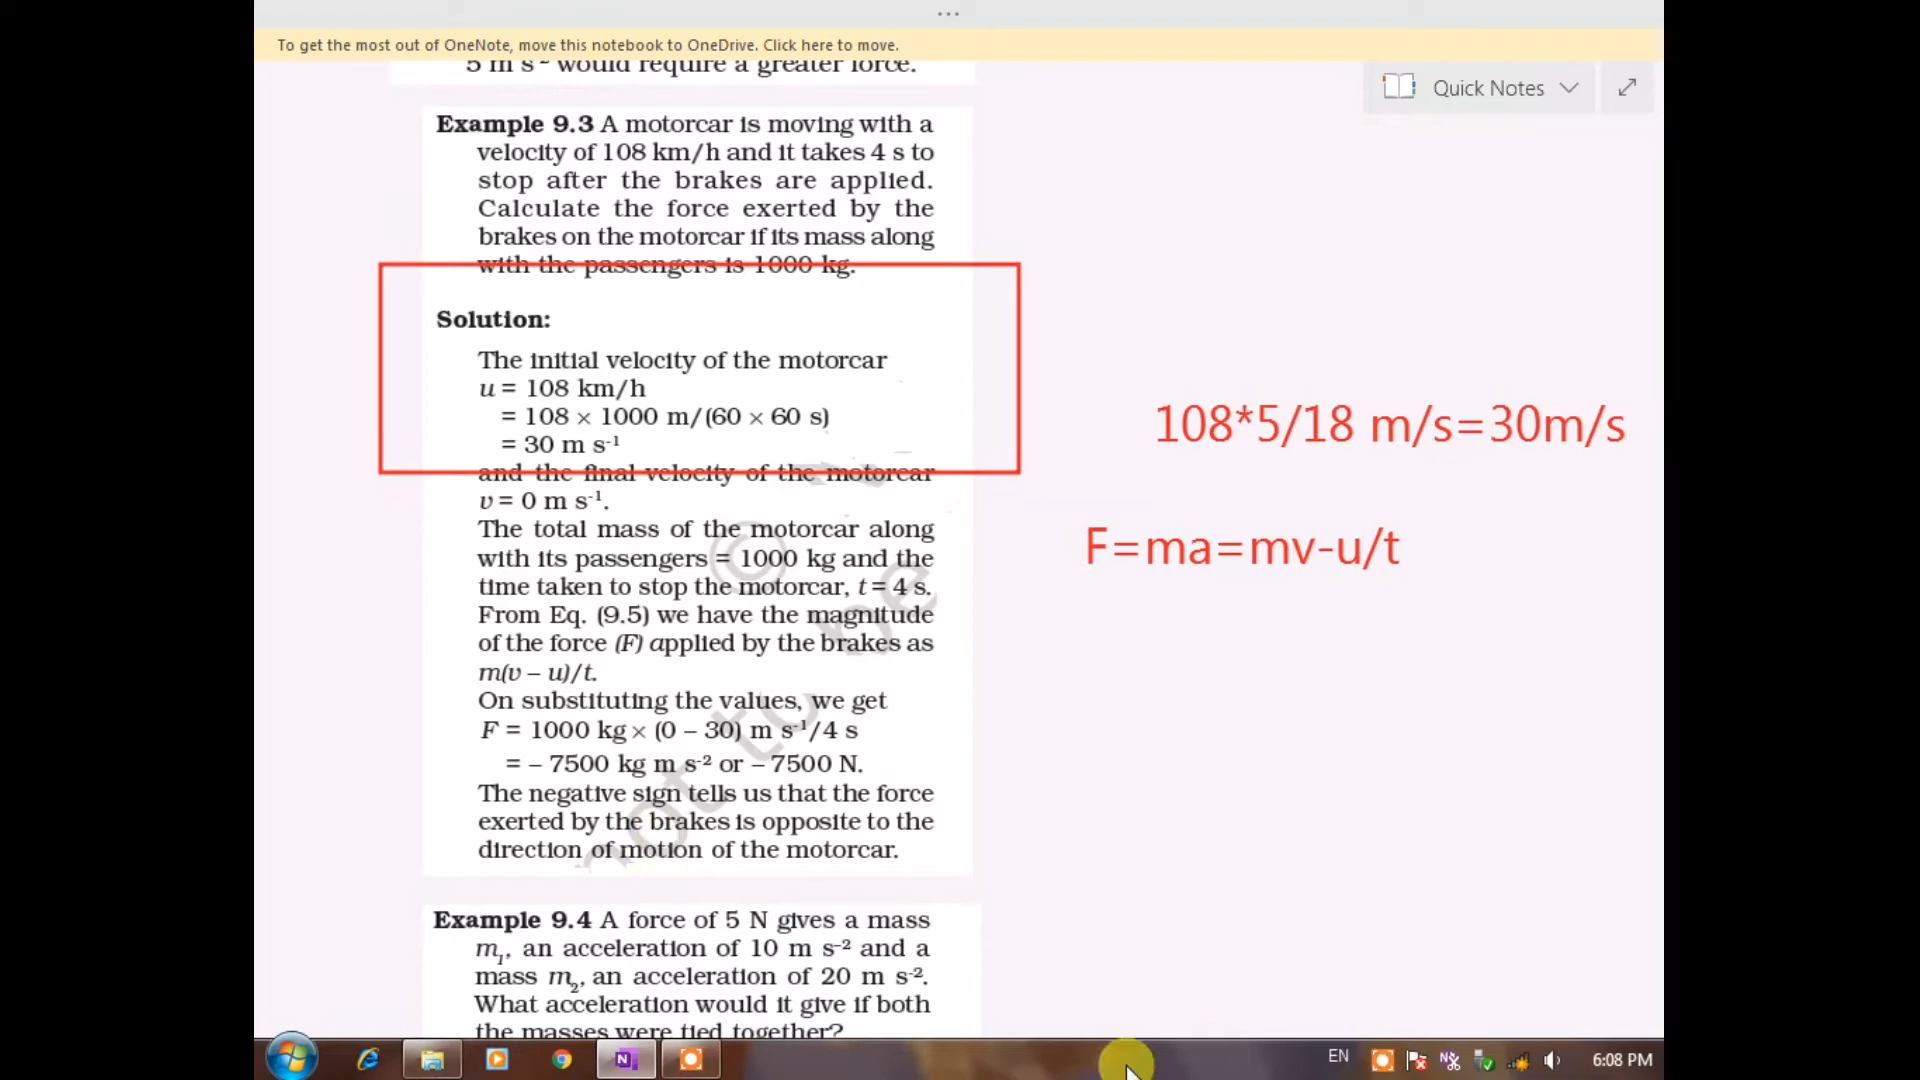 To get the most out of OneNote, move this notebook to OneDrive. Click here to move.
5 m s⁻² would require a greater force.
Quick Notes
Example 9.3 A motorcar is moving with a
velocity of 108 km/h and it takes 4 s to
stop after the brakes are applied.
Calculate the force exerted by the
brakes on the motorcar if its mass along
with the passengers is 1000 kg.
Solution:
The initial velocity of the motorcar
u = 108 km/h
= 108 × 1000 m/(60 × 60 s)
= 30 m s⁻¹
and the final velocity of the motorcar
v = 0 m s⁻¹.
The total mass of the motorcar along
with its passengers = 1000 kg and the
time taken to stop the motorcar, t = 4 s.
From Eq. (9.5) we have the magnitude
of the force (F) applied by the brakes as
m(v – u)/t.
On substituting the values, we get
F = 1000 kg × (0 – 30) m s⁻¹/4 s
= – 7500 kg m s⁻² or – 7500 N.
The negative sign tells us that the force
exerted by the brakes is opposite to the
direction of motion of the motorcar.
108*5/18 m/s=30m/s
F=ma=mv-u/t
Example 9.4 A force of 5 N gives a mass
m₁, an acceleration of 10 m s⁻² and a
mass m₂, an acceleration of 20 m s⁻².
What acceleration would it give if both
the masses were tied together?
© N
not to be
EN
6:08 PM